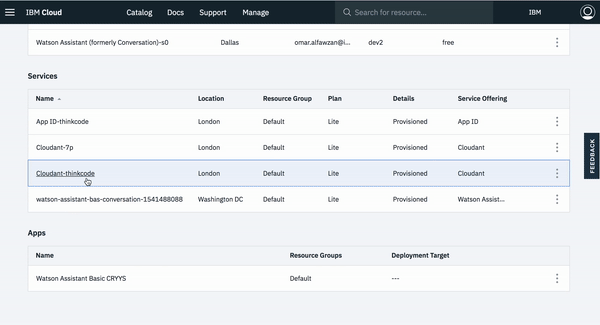 IBM Cloud Catalog Docs Support Manage Search for resource... IBM
Watson Assistant (formerly Conversation)-s0 Dallas omar.alfawzan@i... dev2 free
Services
Name Location Resource Group Plan Details Service Offering
App ID-thinkcode London Default Lite Provisioned App ID
Cloudant-7p London Default Lite Provisioned Cloudant
Cloudant-thinkcode London Default Lite Provisioned Cloudant
watson-assistant-bas-conversation-1541488088 Washington DC Default Lite Provisioned Watson Assist...
FEEDBACK
Apps
Name Resource Groups Deployment Target
Watson Assistant Basic CRYYS Default ---